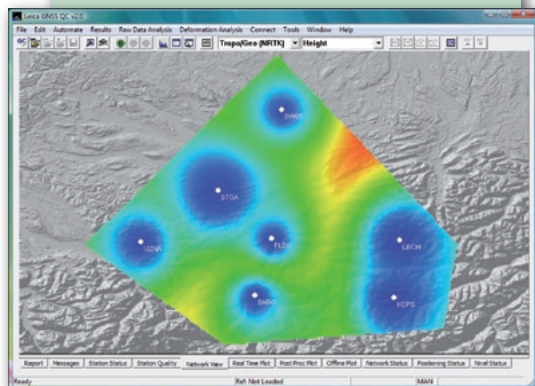 Leica GNSS QC v2.0
File Edit Automate Results Raw Data Analysis Deformation Analysis Connect Tools Window Help
Tropo/Geo (NRTK) Height
STGA
UZNA
LECH
KOPS
Report Messages Station Status Station Quality Network View Real Time Plot Post Proc Plot Offline Plot Network Status Positioning Status Nivel Status
Ready Ref: Not Loaded MAN